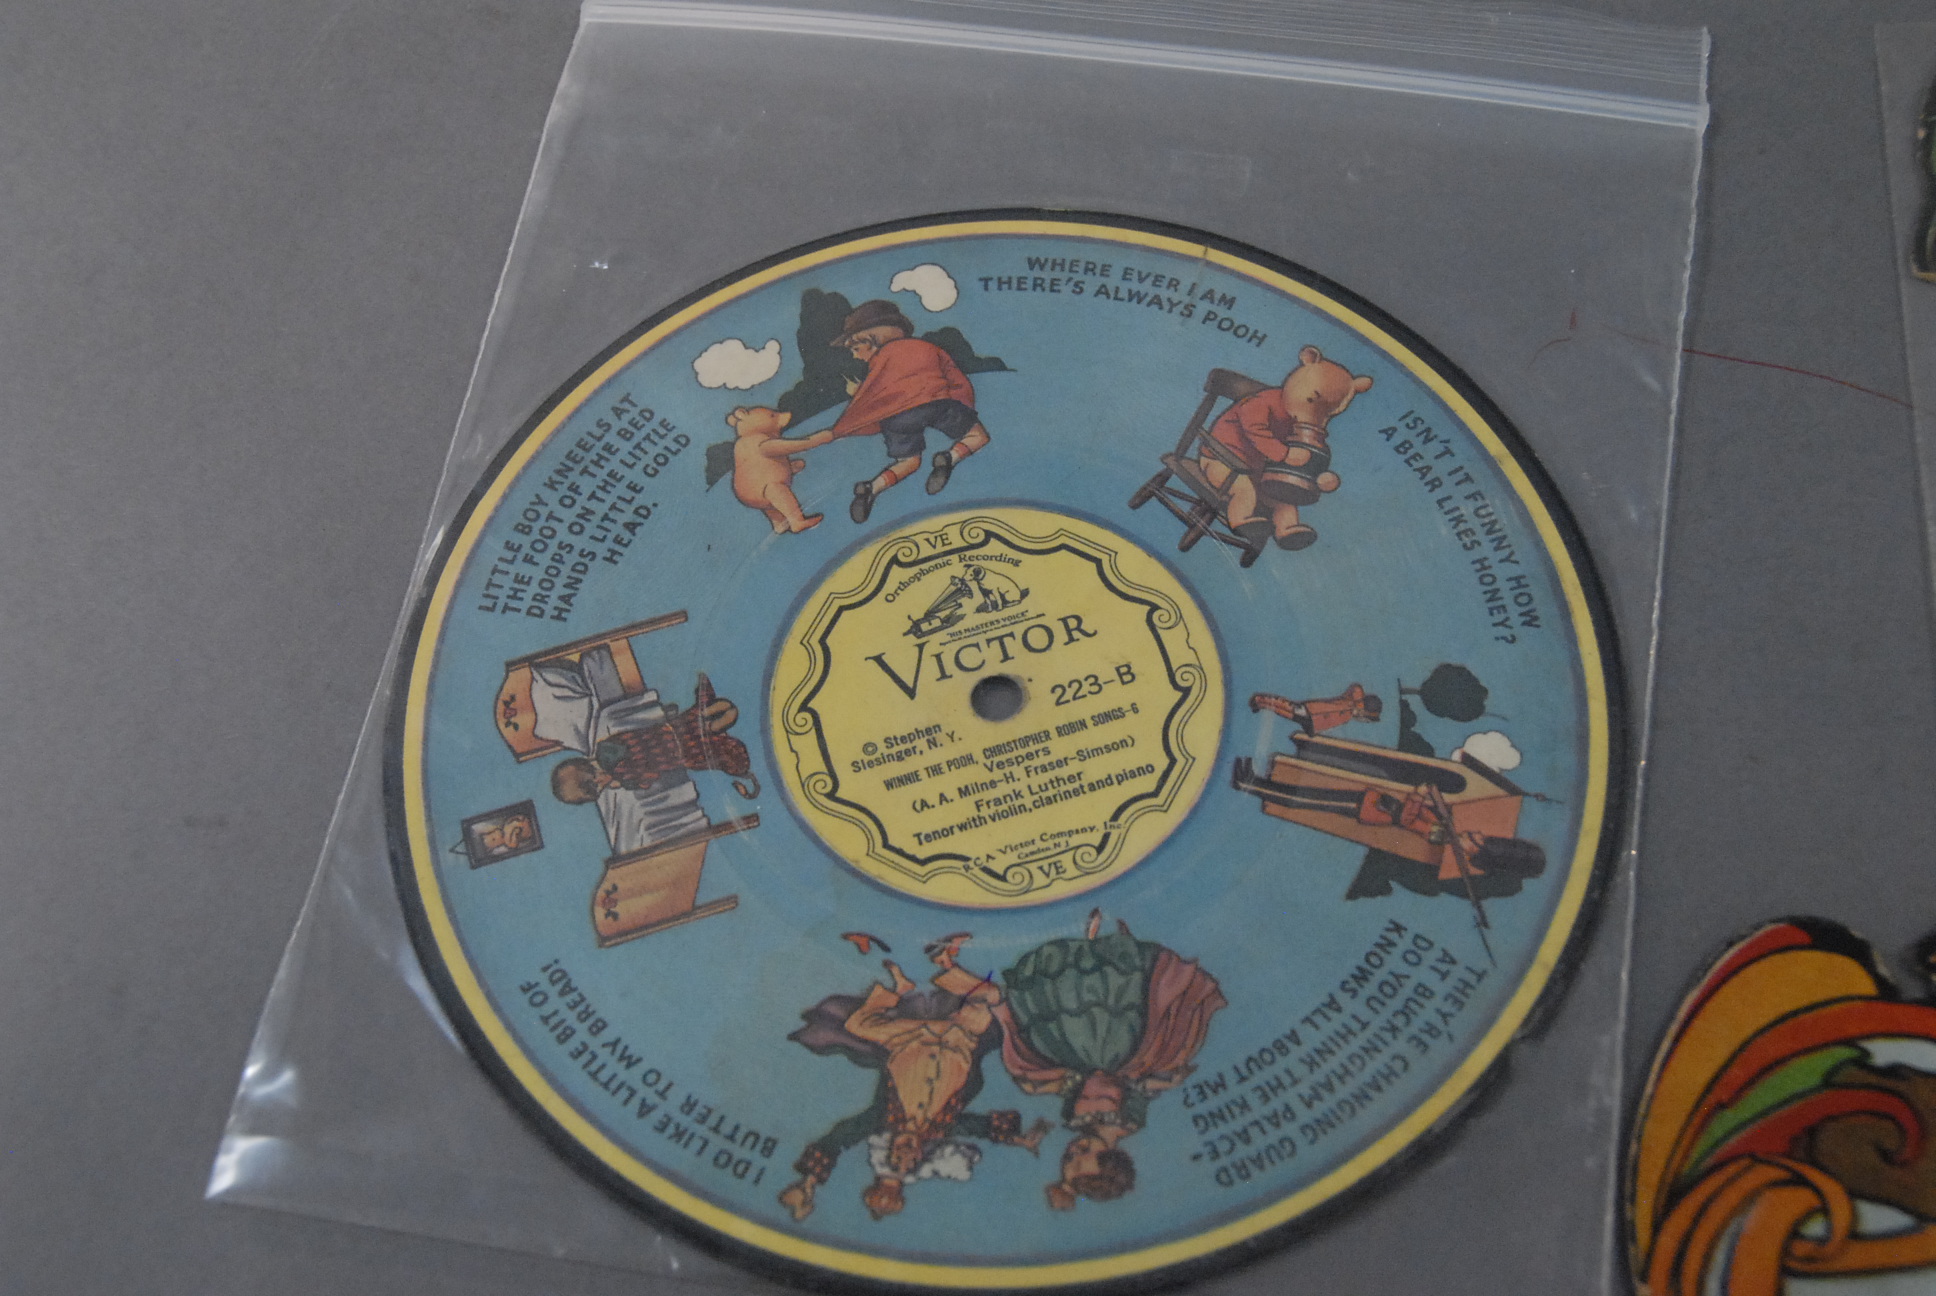 WHERE EVER I AM
THERE'S ALWAYS POOH
ISN'T IT FUNNY HOW
A BEAR LIKES HONEY?
THEY'RE CHANGING GUARD
AT BUCKINGHAM PALACE-
DO YOU THINK THE KING
KNOWS ALL ABOUT ME?
I DO LIKE A LITTLE BIT OF
BUTTER TO MY BREAD!
LITTLE BOY KNEELS AT
THE FOOT OF THE BED
DROOPS ON THE LITTLE
HANDS LITTLE GOLD
HEAD.
VE
Orthophonic Recording
"HIS MASTER'S VOICE"
VICTOR
223-B
© Stephen
Slesinger, N. Y.
WINNIE THE POOH, CHRISTOPHER ROBIN SONGS-6
Vespers
(A. A. Milne-H. Fraser-Simson)
Frank Luther
Tenor with violin, clarinet and piano
RCA Victor Company, Inc.
Camden, N.J.
VE